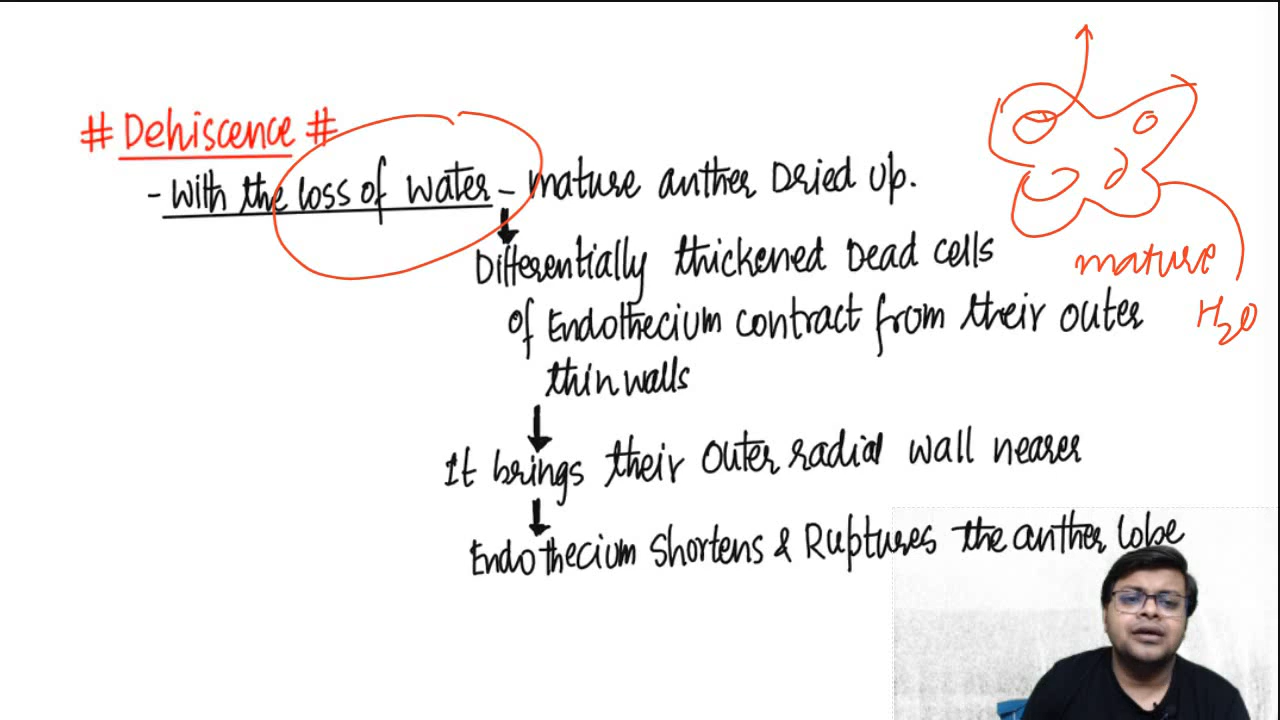 # Dehiscence #
- With the loss of water - mature anther Dried up.
Differentially thickened Dead cells
of Endothecium contract from their outer
thin walls
It brings their outer radial wall nearer
Endothecium Shortens & Ruptures the anther lobe
mature
H2O